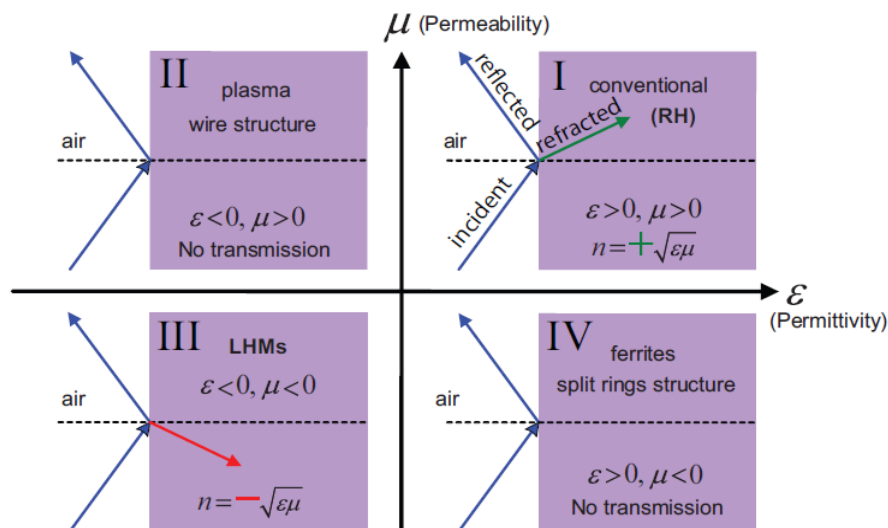 μ (Permeability)
II
plasma
wire structure
air
ε<0, μ>0
No transmission
I
conventional
(RH)
reflected
refracted
air
incident
ε>0, μ>0
n=+√εμ
ε
(Permittivity)
III
LHMs
ε<0, μ<0
air
n=−√εμ
IV
ferrites
split rings structure
air
ε>0, μ<0
No transmission